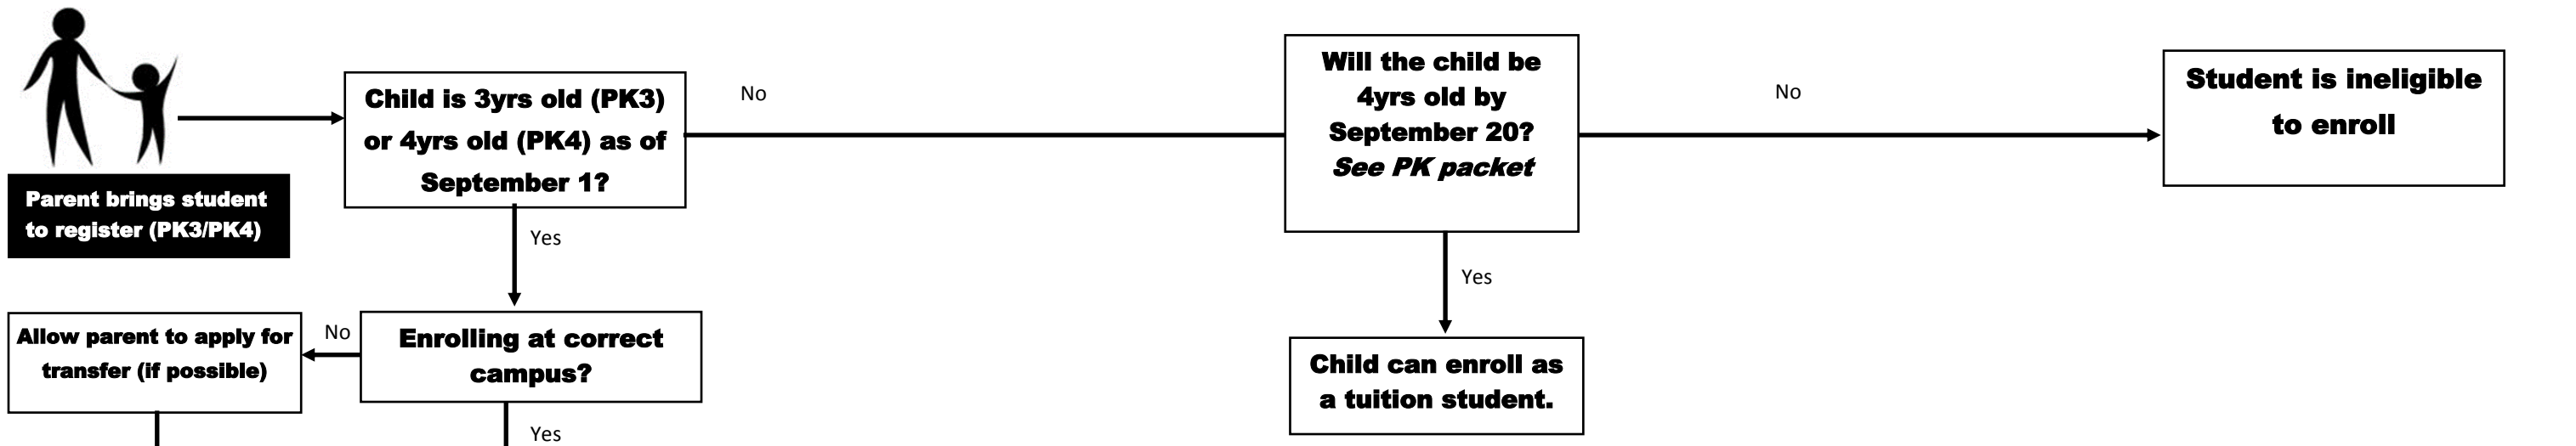 Parent brings student
to register (PK3/PK4)
Child is 3yrs old (PK3)
or 4yrs old (PK4) as of
September 1?
No
Will the child be
4yrs old by
September 20?
See PK packet
No
Student is ineligible
to enroll
Yes
Yes
Allow parent to apply for
transfer (if possible)
No
Enrolling at correct
campus?
Child can enroll as
a tuition student.
Yes